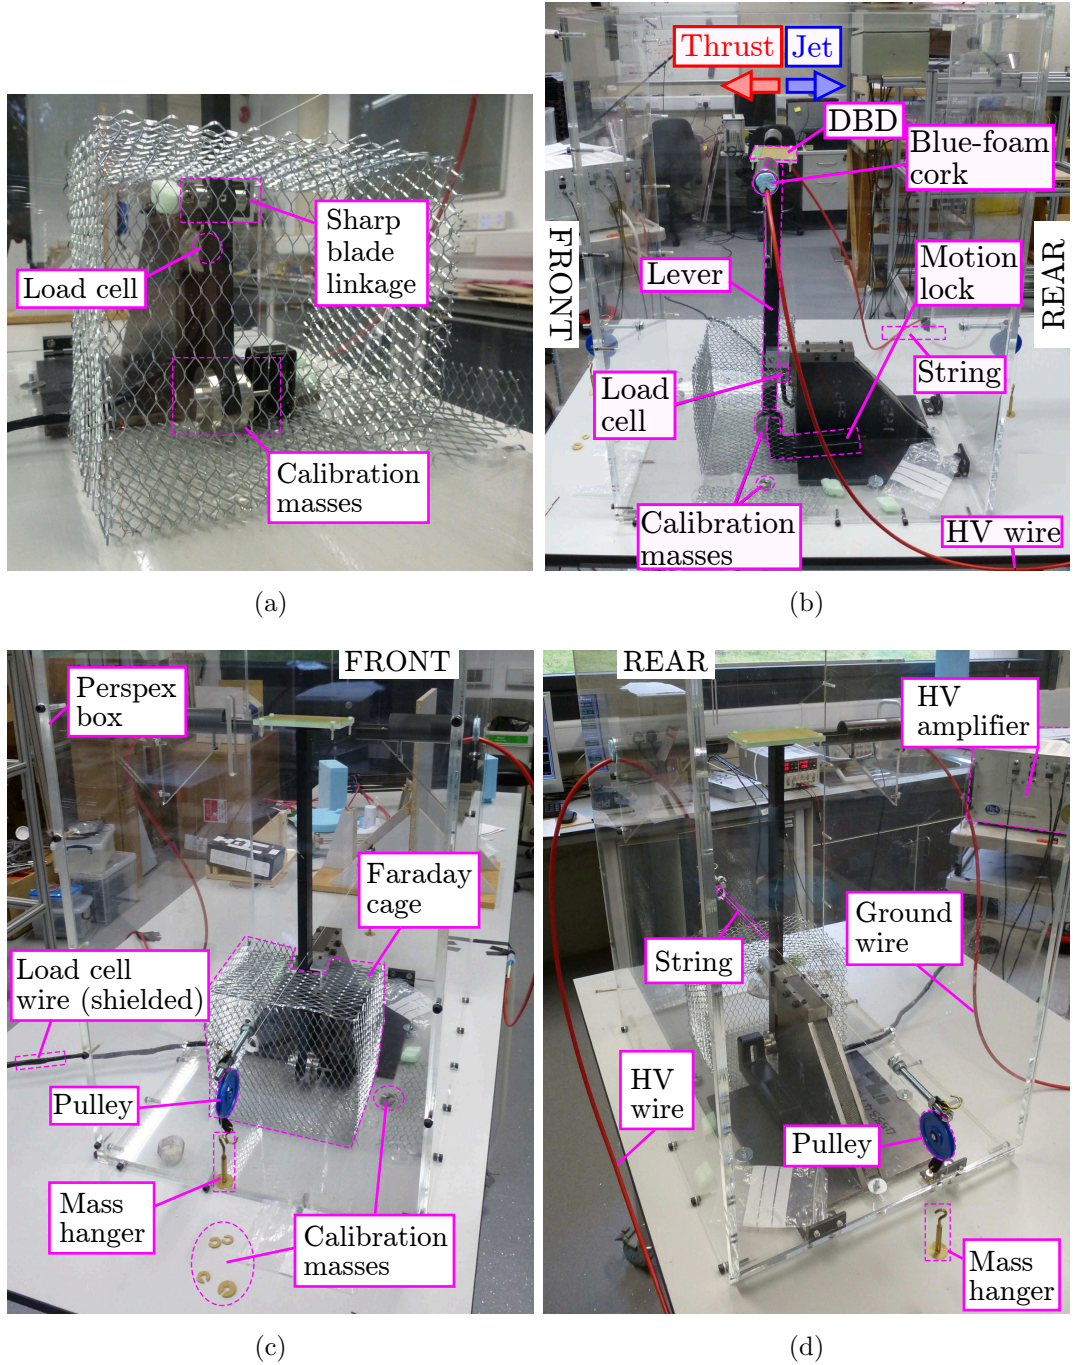 Sharp
blade
linkage
Load cell
Calibration
masses
(a)
Thrust
Jet
DBD
Blue-foam
cork
FRONT
REAR
Motion
lock
Lever
String
Load
cell
Calibration
masses
HV wire
(b)
FRONT
Perspex
box
Faraday
cage
Load cell
wire (shielded)
Pulley
Mass
hanger
Calibration
masses
(c)
REAR
HV
amplifier
Ground
wire
String
HV
wire
Pulley
Mass
hanger
(d)